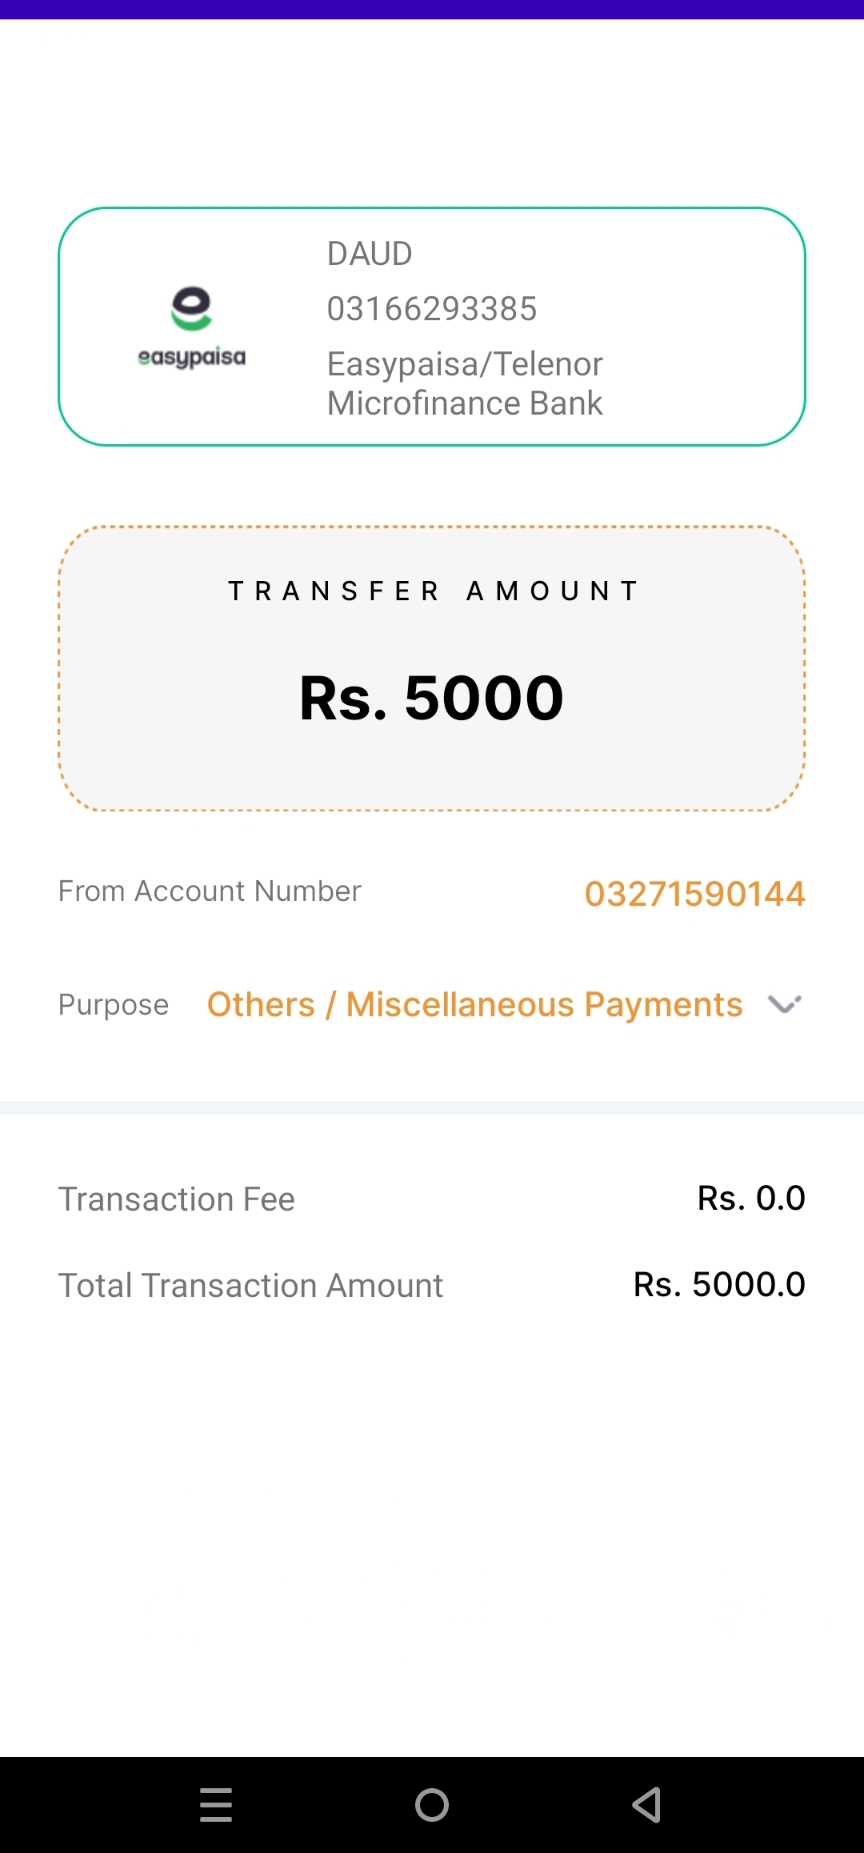 DAUD
03166293385
easypaisa
Easypaisa/Telenor
Microfinance Bank
TRANSFER AMOUNT
Rs. 5000
From Account Number 03271590144
Purpose Others / Miscellaneous Payments
Transaction Fee Rs. 0.0
Total Transaction Amount Rs. 5000.0